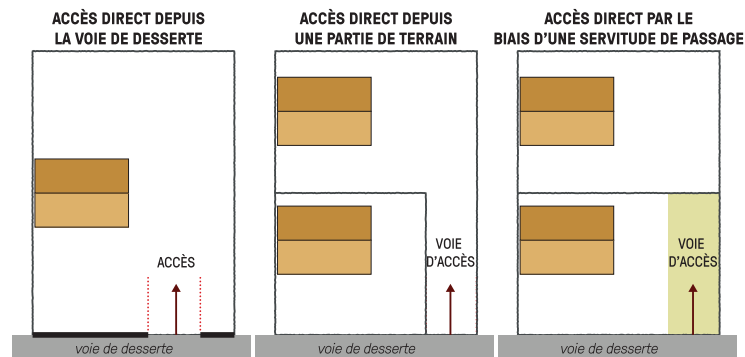 ACCÈS DIRECT DEPUIS
LA VOIE DE DESSERTE
ACCÈS
voie de desserte
ACCÈS DIRECT DEPUIS
UNE PARTIE DE TERRAIN
VOIE
D'ACCÈS
voie de desserte
ACCÈS DIRECT PAR LE
BIAIS D'UNE SERVITUDE DE PASSAGE
VOIE
D'ACCÈS
voie de desserte